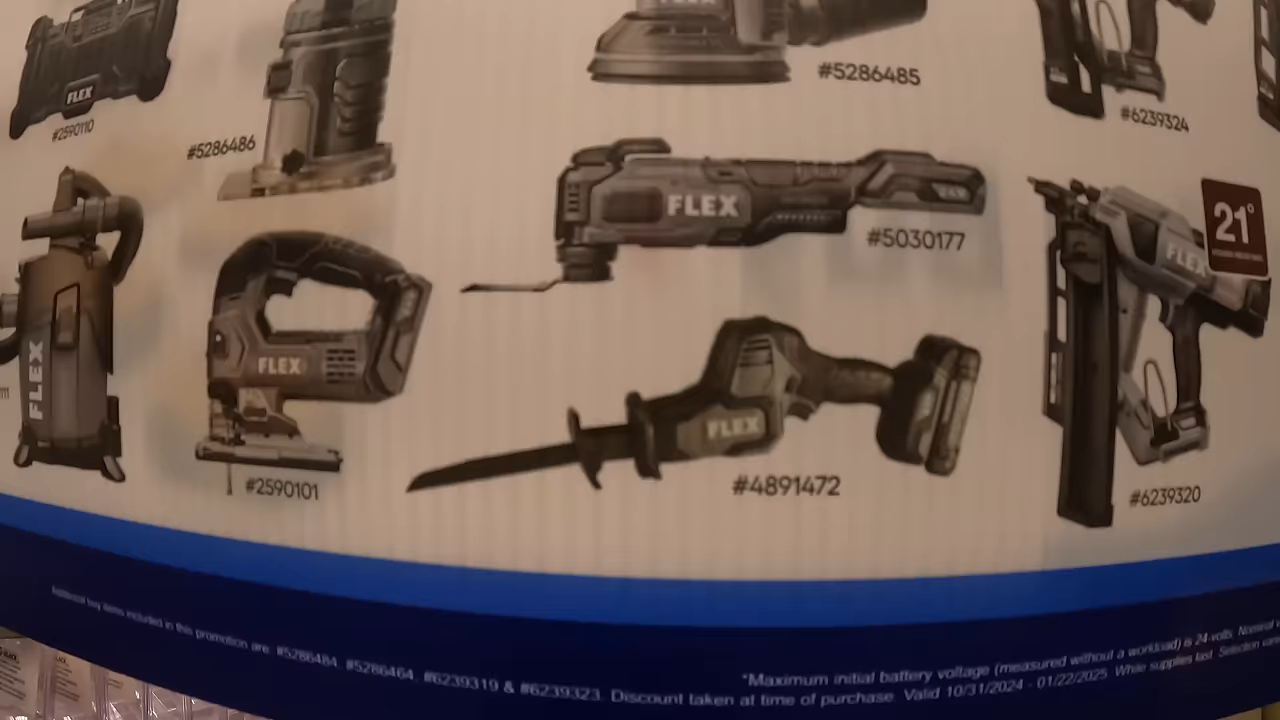 FLEX
#5286485
FLEX
#2590110
#5286486
#6239324
FLEX
#5030177
21°
FLEX
FLEX
FLEX
#2590101
FLEX
#4891472
#6239320
Additional buy items included in this promotion are: #5286484, #5286464, #6239319 & #6239323. Discount taken at time of purchase. Valid 10/31/2024 - 01/22/2025. While supplies last. Selection
*Maximum initial battery voltage (measured without a workload) is 24-volts. Nominal